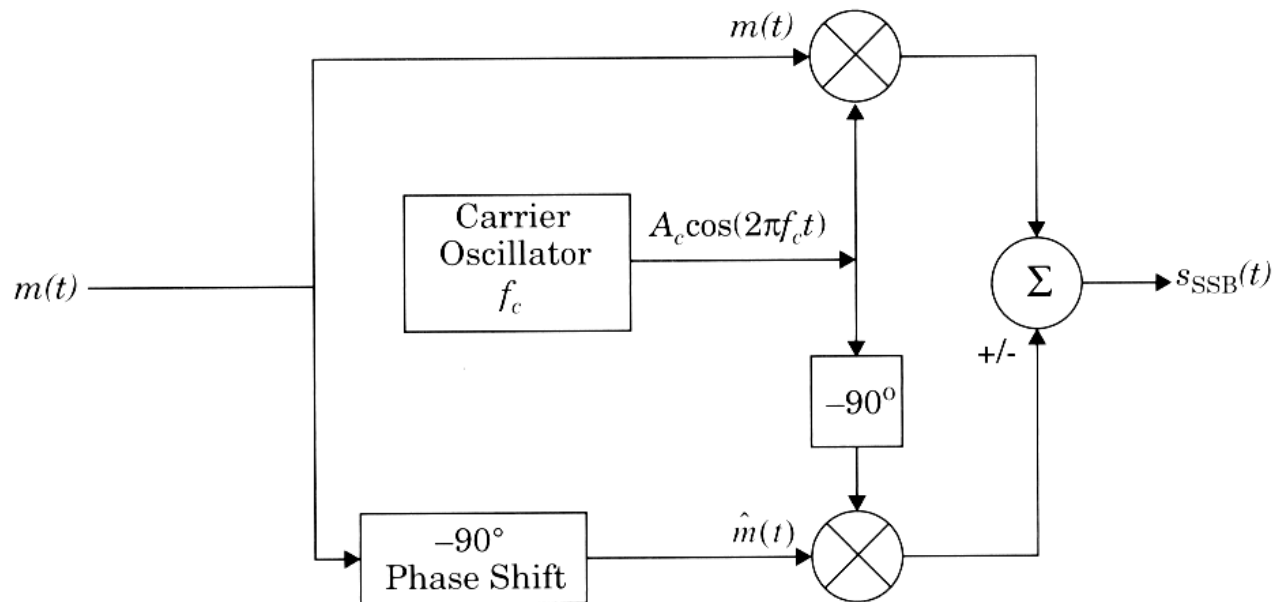 m(t)
Carrier
Oscillator
f_c
A_c cos(2πf_c t)
m(t)
Σ
s_SSB(t)
+/-
–90°
–90°
Phase Shift
m̂(t)